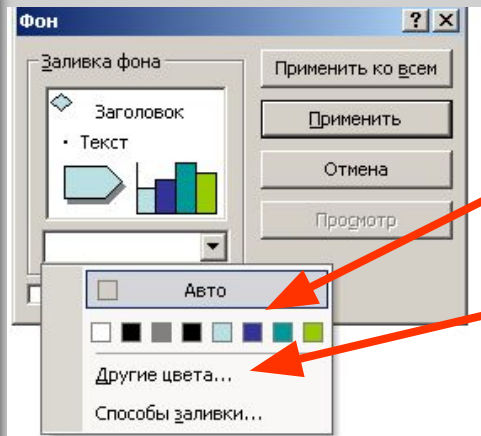 Фон
Заливка фона
Заголовок
• Текст
Применить ко всем
Применить
Отмена
Просмотр
Авто
Другие цвета...
Способы заливки...